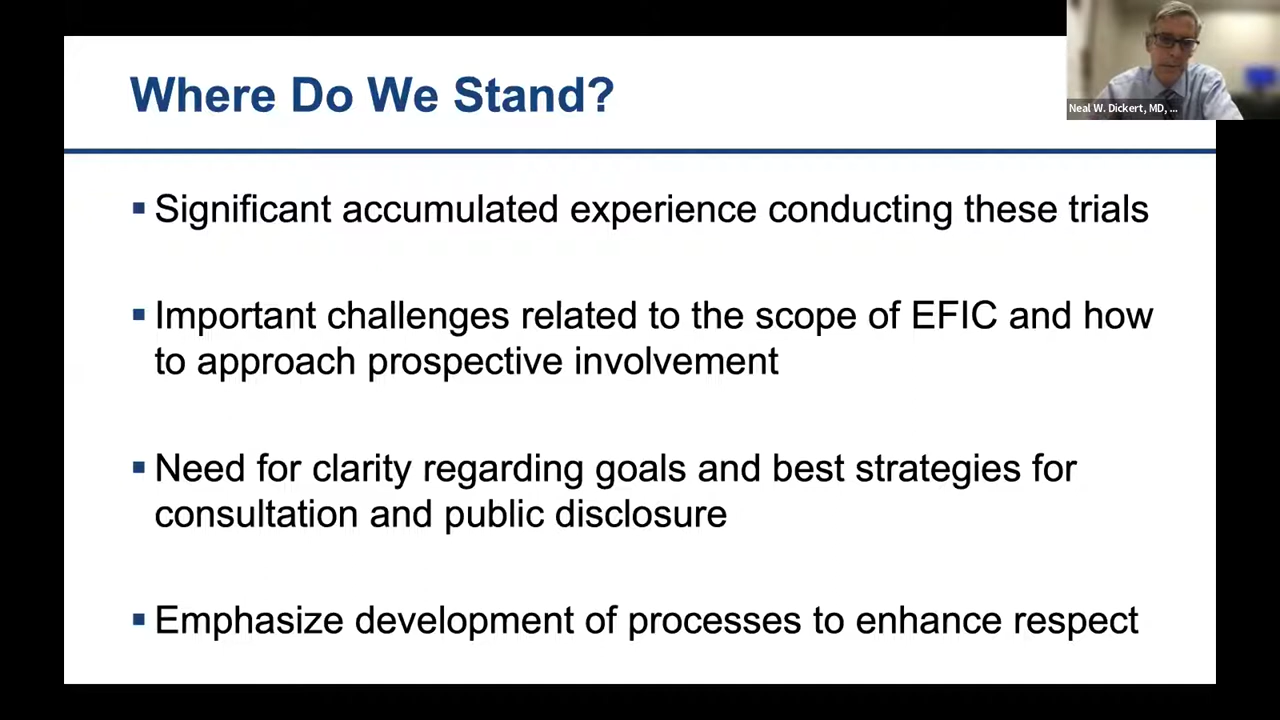 Where Do We Stand?
Neal W. Dickert, MD, ...
▪ Significant accumulated experience conducting these trials
▪ Important challenges related to the scope of EFIC and how
to approach prospective involvement
▪ Need for clarity regarding goals and best strategies for
consultation and public disclosure
▪ Emphasize development of processes to enhance respect